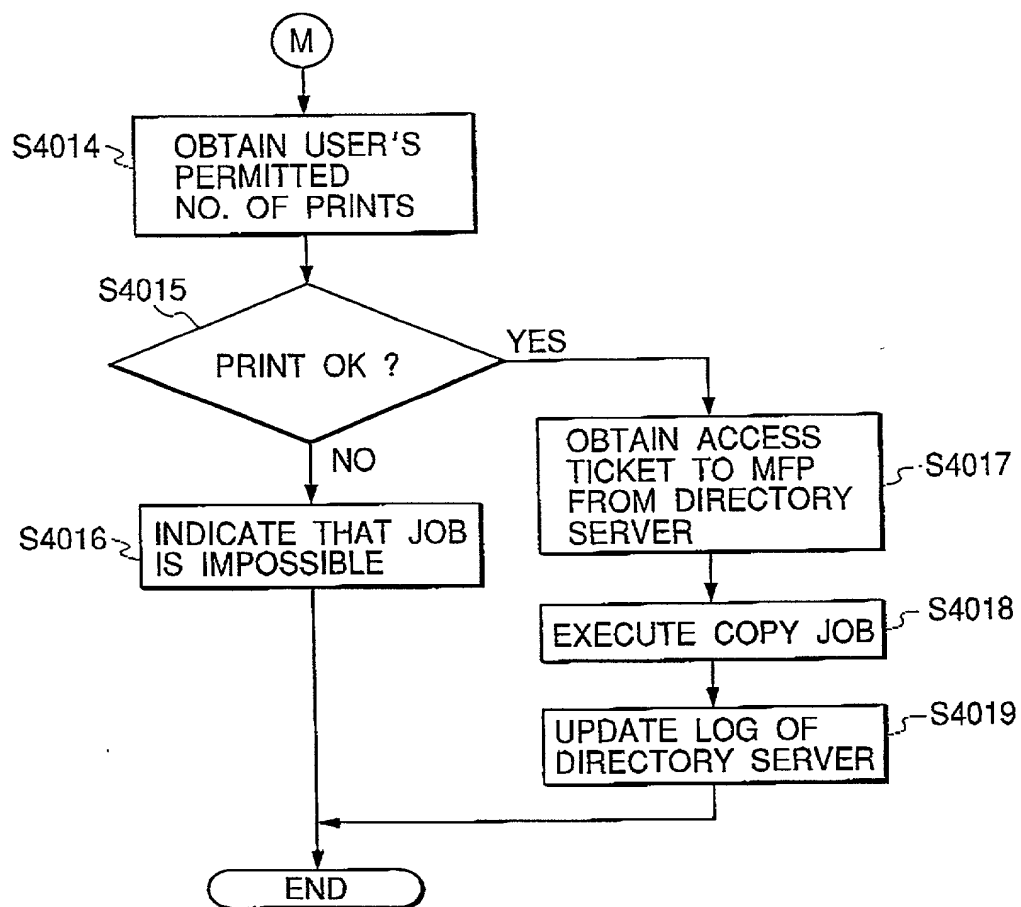 M
S4014
OBTAIN USER'S
PERMITTED
NO. OF PRINTS
S4015
PRINT OK ?
YES
NO
S4016
INDICATE THAT JOB
IS IMPOSSIBLE
OBTAIN ACCESS
TICKET TO MFP
FROM DIRECTORY
SERVER
S4017
EXECUTE COPY JOB
S4018
UPDATE LOG OF
DIRECTORY SERVER
S4019
END